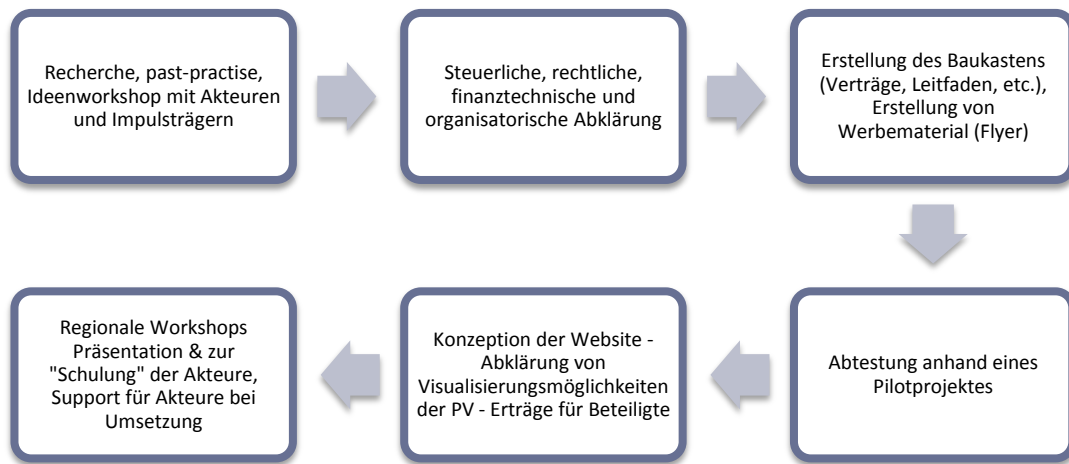 Recherche, past-practise,
Ideenworkshop mit Akteuren
und Impulsträgern
Steuerliche, rechtliche,
finanztechnische und
organisatorische Abklärung
Erstellung des Baukastens
(Verträge, Leitfaden, etc.),
Erstellung von
Werbematerial (Flyer)
Abtestung anhand eines
Pilotprojektes
Konzeption der Website -
Abklärung von
Visualisierungsmöglichkeiten
der PV - Erträge für Beteiligte
Regionale Workshops
Präsentation & zur
"Schulung" der Akteure,
Support für Akteure bei
Umsetzung